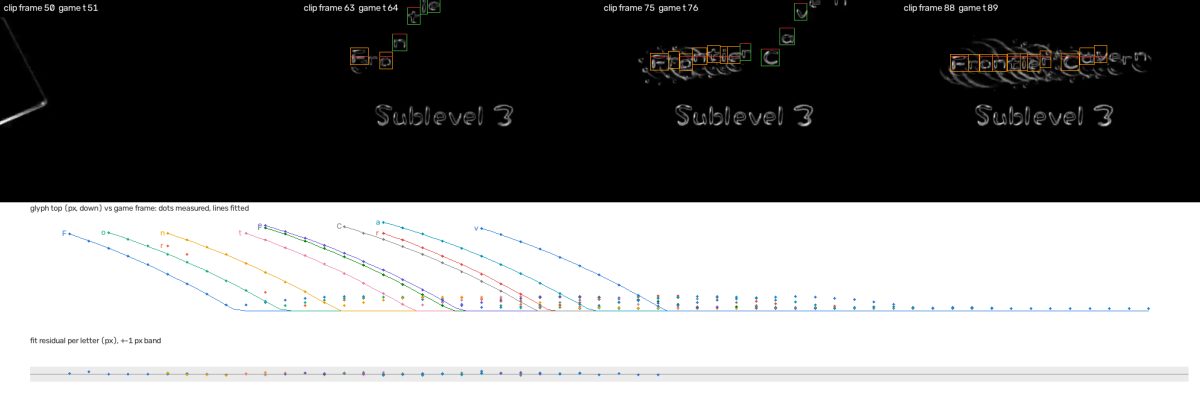 clip frame 50 game t 51
clip frame 63 game t 64
clip frame 75 game t 76
clip frame 88 game t 89
t
n
F r o
Sublevel 3
v
a
F r o n t i e r C
Sublevel 3
Frontier Cavern
Sublevel 3
glyph top (px, down) vs game frame: dots measured, lines fitted
F o n r t F C a r v
fit residual per letter (px), +-1 px band